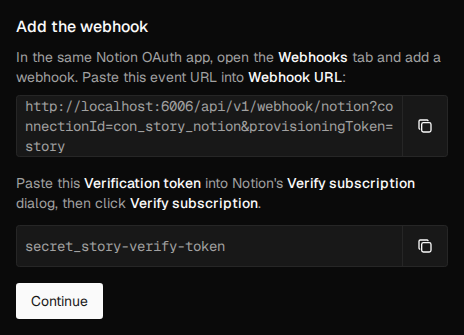 Add the webhook
In the same Notion OAuth app, open the Webhooks tab and add a
webhook. Paste this event URL into Webhook URL:
http://localhost:6006/api/v1/webhook/notion?co
nnectionId=con_story_notion&provisioningToken=
story
Paste this Verification token into Notion's Verify subscription
dialog, then click Verify subscription.
secret_story-verify-token
Continue